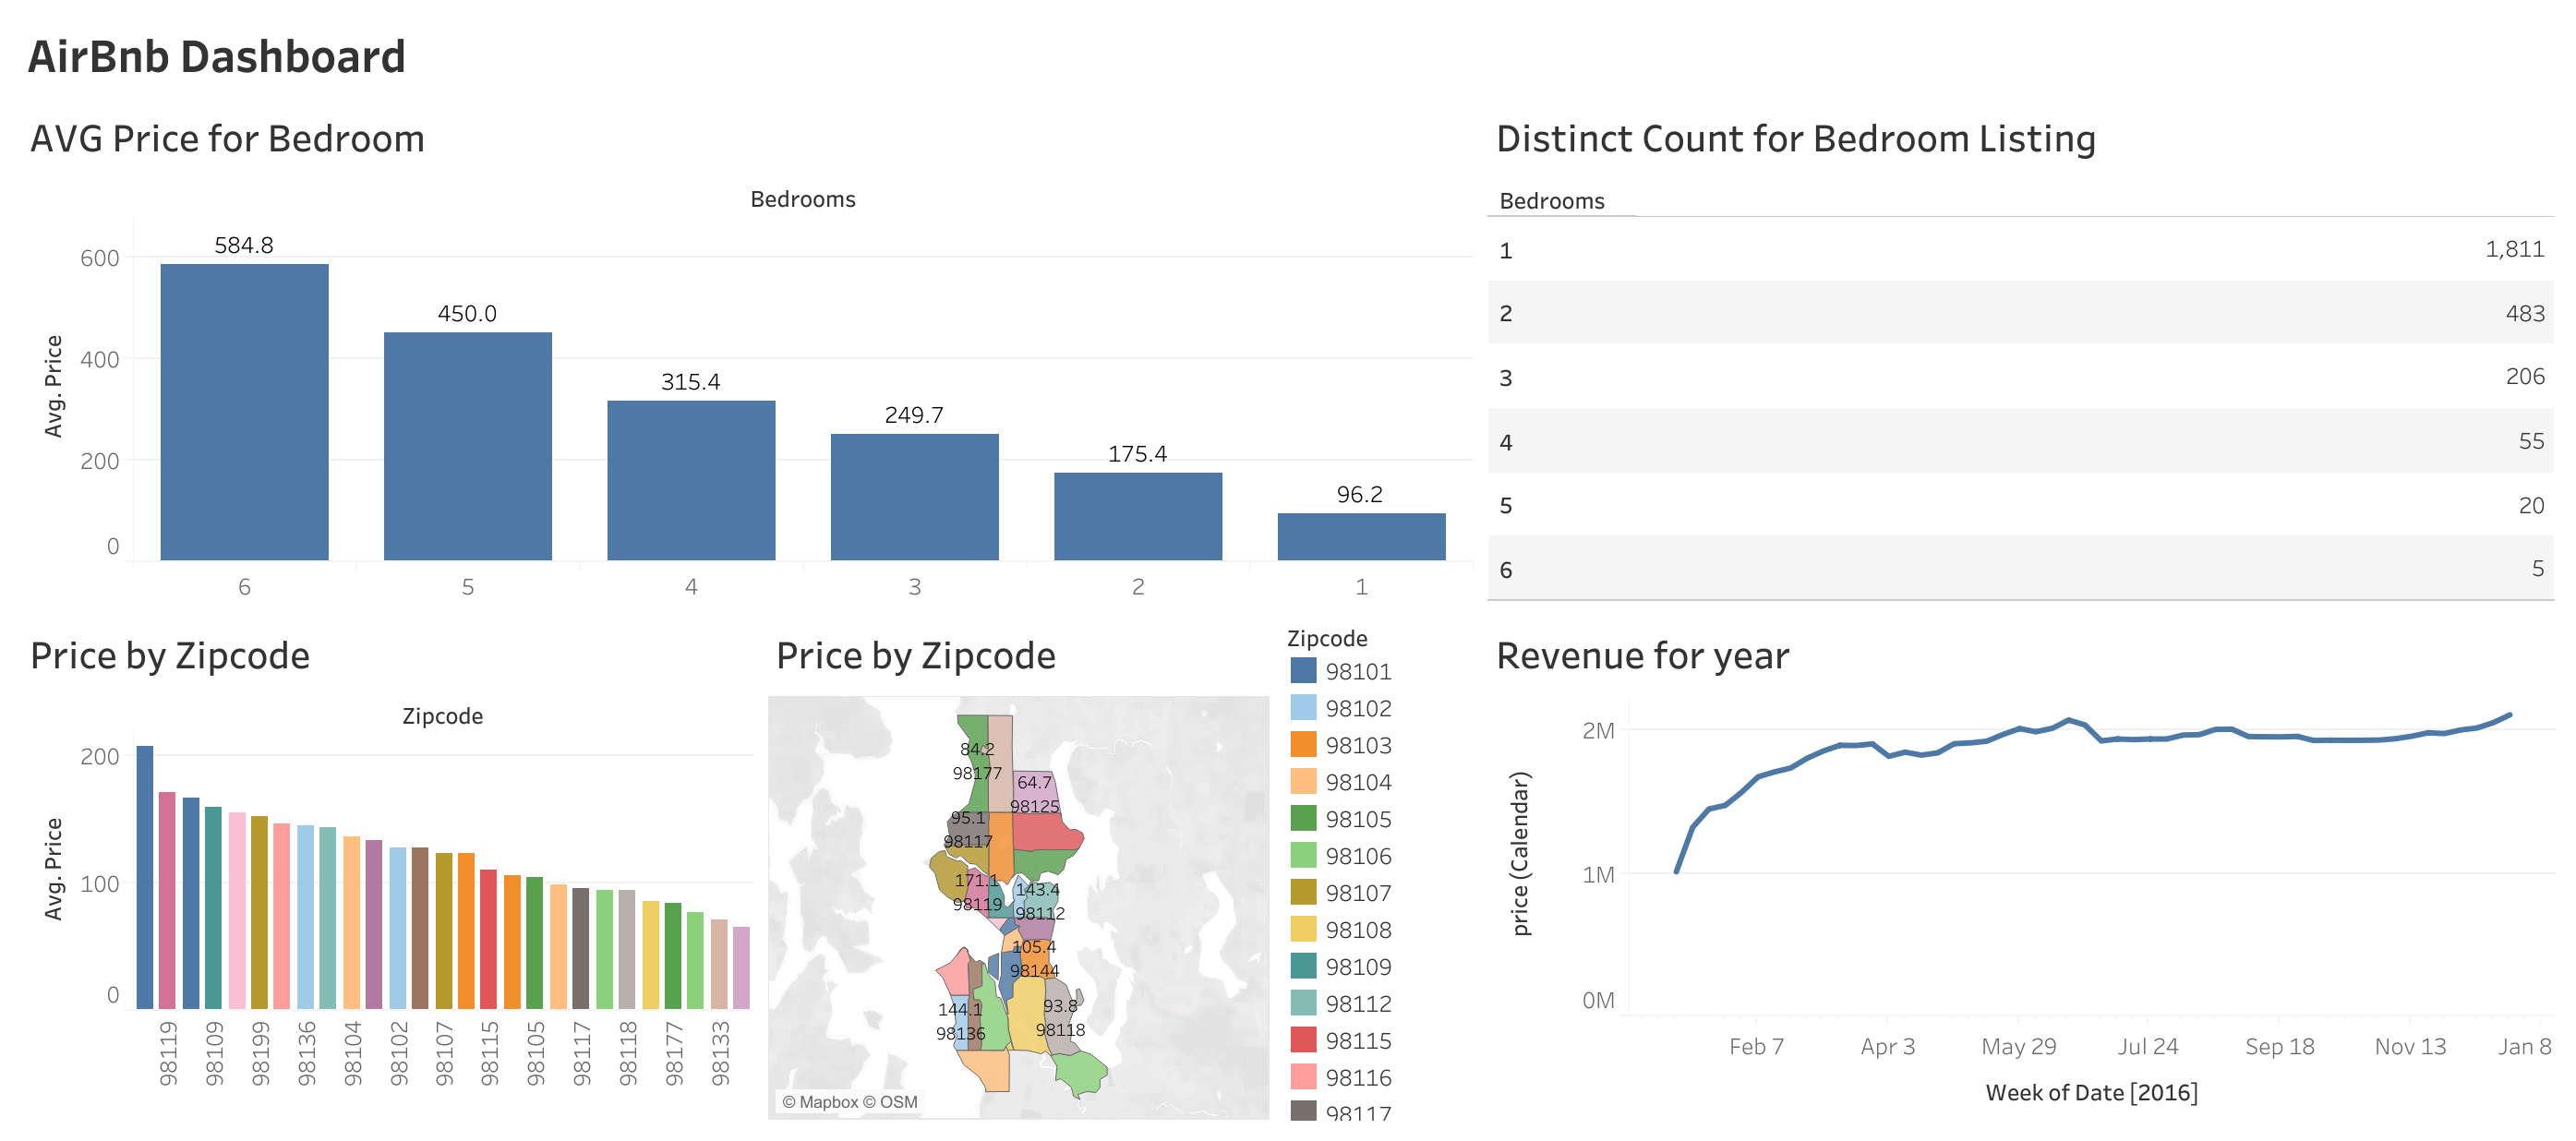 AirBnb Dashboard
AVG Price for Bedroom
Bedrooms
Avg. Price
600
400
200
0
584.8
450.0
315.4
249.7
175.4
96.2
6
5
4
3
2
1
Distinct Count for Bedroom Listing
Bedrooms
1 1,811
2 483
3 206
4 55
5 20
6 5
Price by Zipcode
Zipcode
Avg. Price
200
100
0
98119
98109
98199
98136
98104
98102
98107
98115
98105
98117
98118
98177
98133
Price by Zipcode
84.2
98177
64.7
98125
95.1
98117
171.1
98119
143.4
98112
105.4
98144
93.8
98118
144.1
98136
© Mapbox © OSM
Zipcode
98101
98102
98103
98104
98105
98106
98107
98108
98109
98112
98115
98116
98117
Revenue for year
price (Calendar)
2M
1M
0M
Feb 7
Apr 3
May 29
Jul 24
Sep 18
Nov 13
Jan 8
Week of Date [2016]